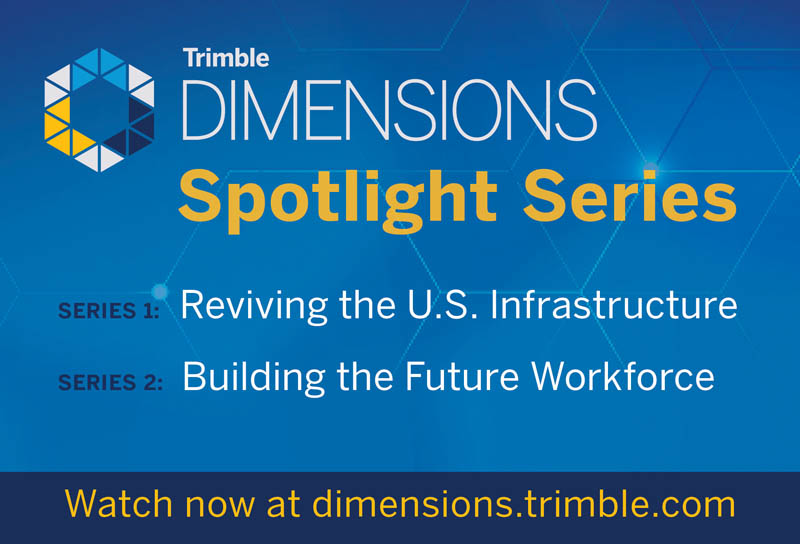 Trimble
DIMENSIONS
Spotlight Series
SERIES 1: Reviving the U.S. Infrastructure
SERIES 2: Building the Future Workforce
Watch now at dimensions.trimble.com